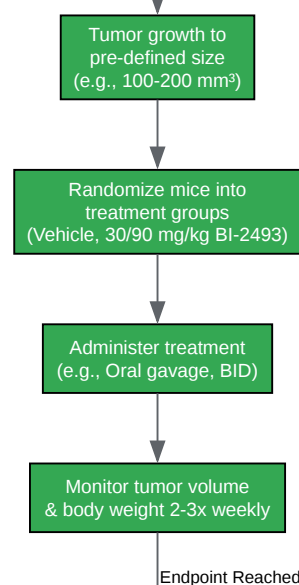 Tumor growth to
pre-defined size
(e.g., 100-200 mm³)
Randomize mice into
treatment groups
(Vehicle, 30/90 mg/kg BI-2493)
Administer treatment
(e.g., Oral gavage, BID)
Monitor tumor volume
& body weight 2-3x weekly
Endpoint Reached